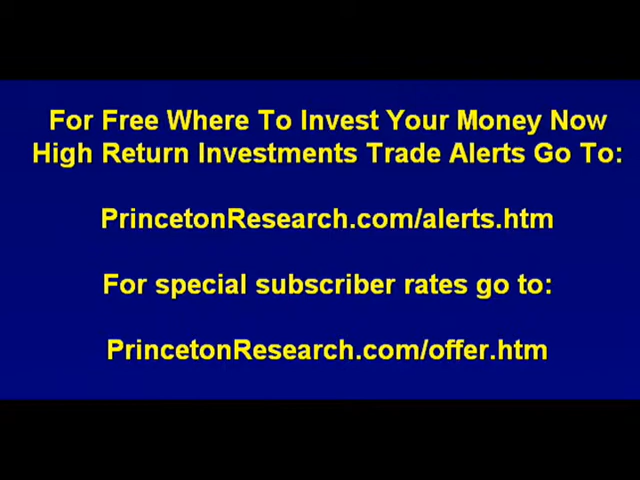 For Free Where To Invest Your Money Now
High Return Investments Trade Alerts Go To:
PrincetonResearch.com/alerts.htm
For special subscriber rates go to:
PrincetonResearch.com/offer.htm